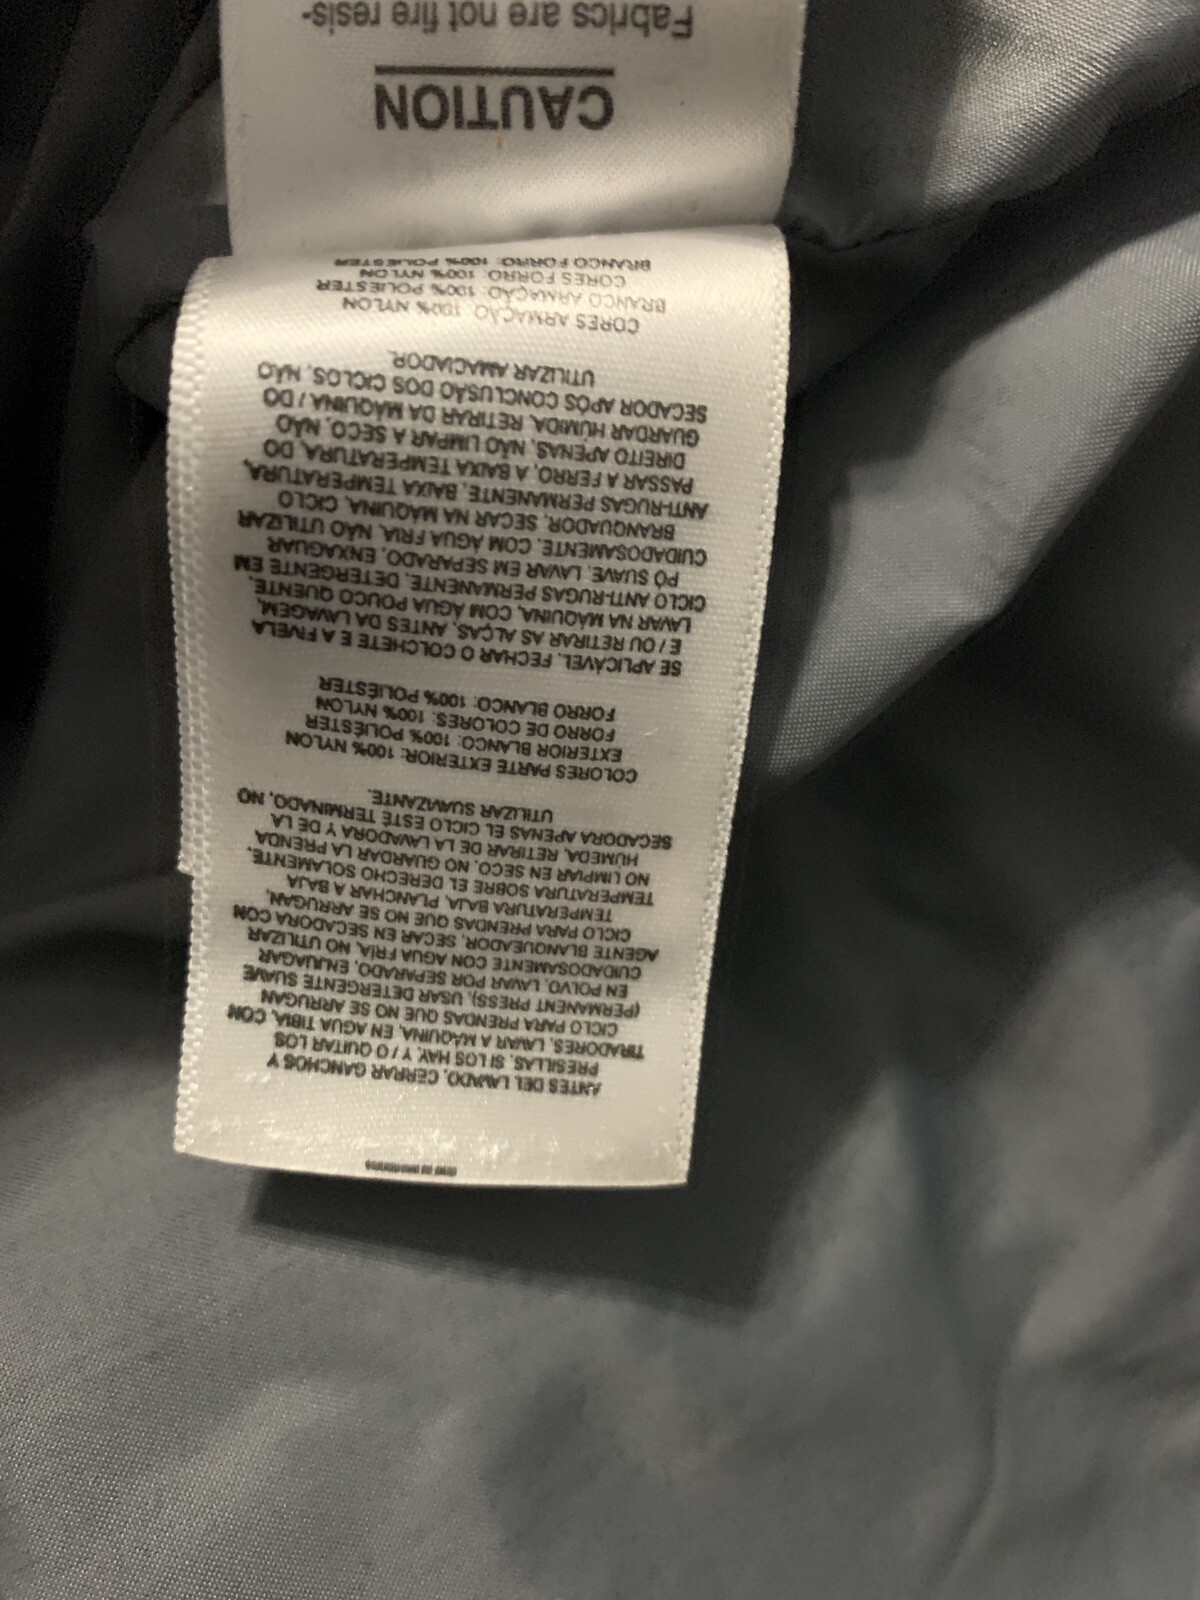 ANTES DEL LAVADO, CERRAR GANCHOS Y
PRESILLAS, SI LOS HAY, Y / O QUITAR LOS
TIRADORES, LAVAR A MÁQUINA, EN AGUA TIBIA, CON
CICLO PARA PRENDAS QUE NO SE ARRUGAN
(PERMANENT PRESS), USAR DETERGENTE SUAVE
EN POLVO, LAVAR POR SEPARADO, ENJUAGAR
CUIDADOSAMENTE CON AGUA FRÍA, NO UTILIZAR
AGENTE BLANQUEADOR, SECAR EN SECADORA CON
CICLO PARA PRENDAS QUE NO SE ARRUGAN,
TEMPERATURA BAJA, PLANCHAR A BAJA
TEMPERATURA SOBRE EL DERECHO SOLAMENTE,
NO LIMPIAR EN SECO, NO GUARDAR LA PRENDA
HUMEDA, RETIRAR DE LA LAVADORA Y DE LA
SECADORA APENAS EL CICLO ESTÉ TERMINADO, NO
UTILIZAR SUAVIZANTE.
COLORES PARTE EXTERIOR: 100% NYLON
EXTERIOR BLANCO: 100% POLIÉSTER
FORRO DE COLORES: 100% NYLON
FORRO BLANCO: 100% POLIÉSTER
SE APLICÁVEL, FECHAR O COLCHETE E A FIVELA
E / OU RETIRAR AS ALÇAS, ANTES DA LAVAGEM,
LAVAR NA MÁQUINA, COM ÁGUA POUCO QUENTE,
CICLO ANTI-RUGAS PERMANENTE, DETERGENTE EM
PÓ SUAVE, LAVAR EM SEPARADO, ENXAGUAR
CUIDADOSAMENTE, COM ÁGUA FRIA, NÃO UTILIZAR
BRANQUADOR, SECAR NA MÁQUINA, CICLO
ANTI-RUGAS PERMANENTE, BAIXA TEMPERATURA,
PASSAR A FERRO, A BAIXA TEMPERATURA, DO
DIREITO APENAS, NÃO LIMPAR A SECO, NÃO
GUARDAR HÚMIDA, RETIRAR DA MÁQUINA / DO
SECADOR APÓS CONCLUSÃO DOS CICLOS, NÃO
UTILIZAR AMACIADOR.
CORES ARMAÇÃO: 100% NYLON
BRANCO ARMAÇÃO: 100% POLIESTER
CORES FORRO: 100% NYLON
BRANCO FORRO: 100% POLIESTER
CAUTION
Fabrics are not fire resis-